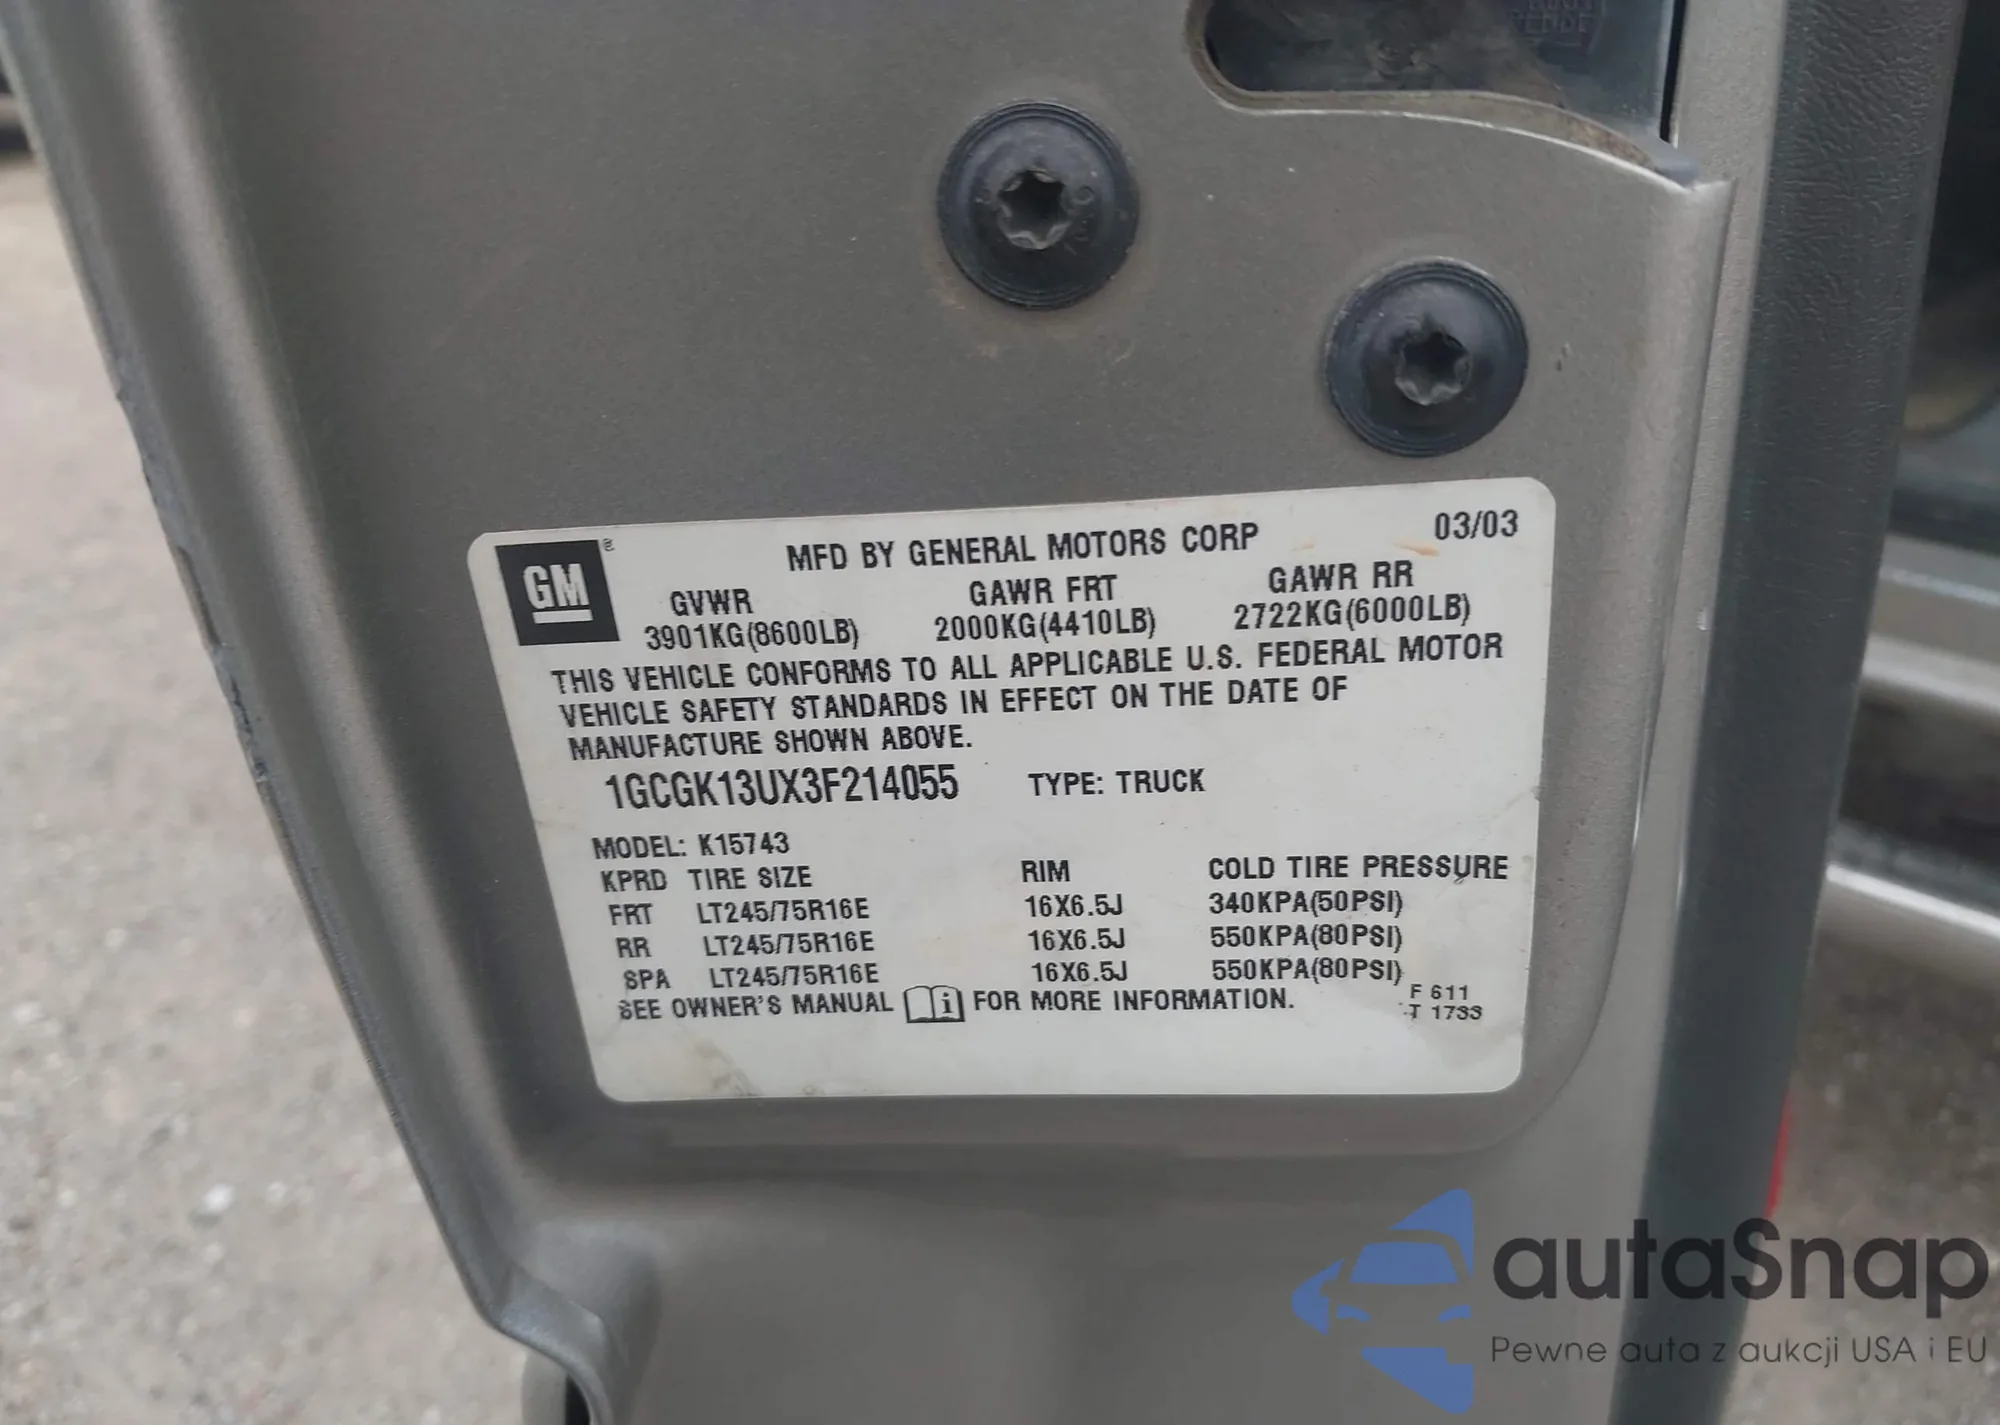 GM ®
MFD BY GENERAL MOTORS CORP
03/03
GVWR GAWR FRT GAWR RR
3901KG(8600LB) 2000KG(4410LB) 2722KG(6000LB)
THIS VEHICLE CONFORMS TO ALL APPLICABLE U.S. FEDERAL MOTOR
VEHICLE SAFETY STANDARDS IN EFFECT ON THE DATE OF
MANUFACTURE SHOWN ABOVE.
1GCGK13UX3F214055 TYPE: TRUCK
MODEL: K15743
KPRD TIRE SIZE RIM COLD TIRE PRESSURE
FRT LT245/75R16E 16X6.5J 340KPA(50PSI)
RR LT245/75R16E 16X6.5J 550KPA(80PSI)
SPA LT245/75R16E 16X6.5J 550KPA(80PSI)
SEE OWNER'S MANUAL i FOR MORE INFORMATION.
F 611
T 1733
autaSnap
Pewne auta z aukcji USA i EU